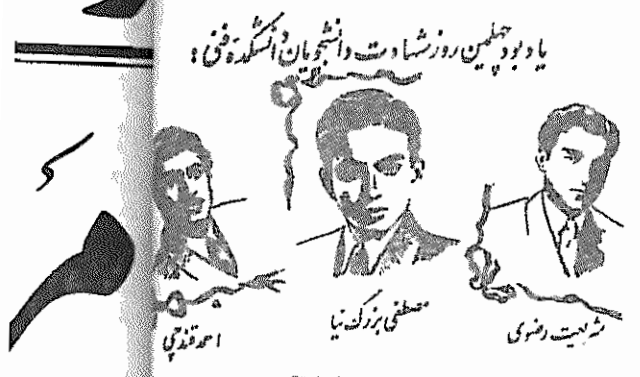 یادبود چهلمین روز شهادت دانشجویان دانشکدهٔ فنی :
شریعت رضوی
مصطفی بزرگ نیا
احمد قندچی